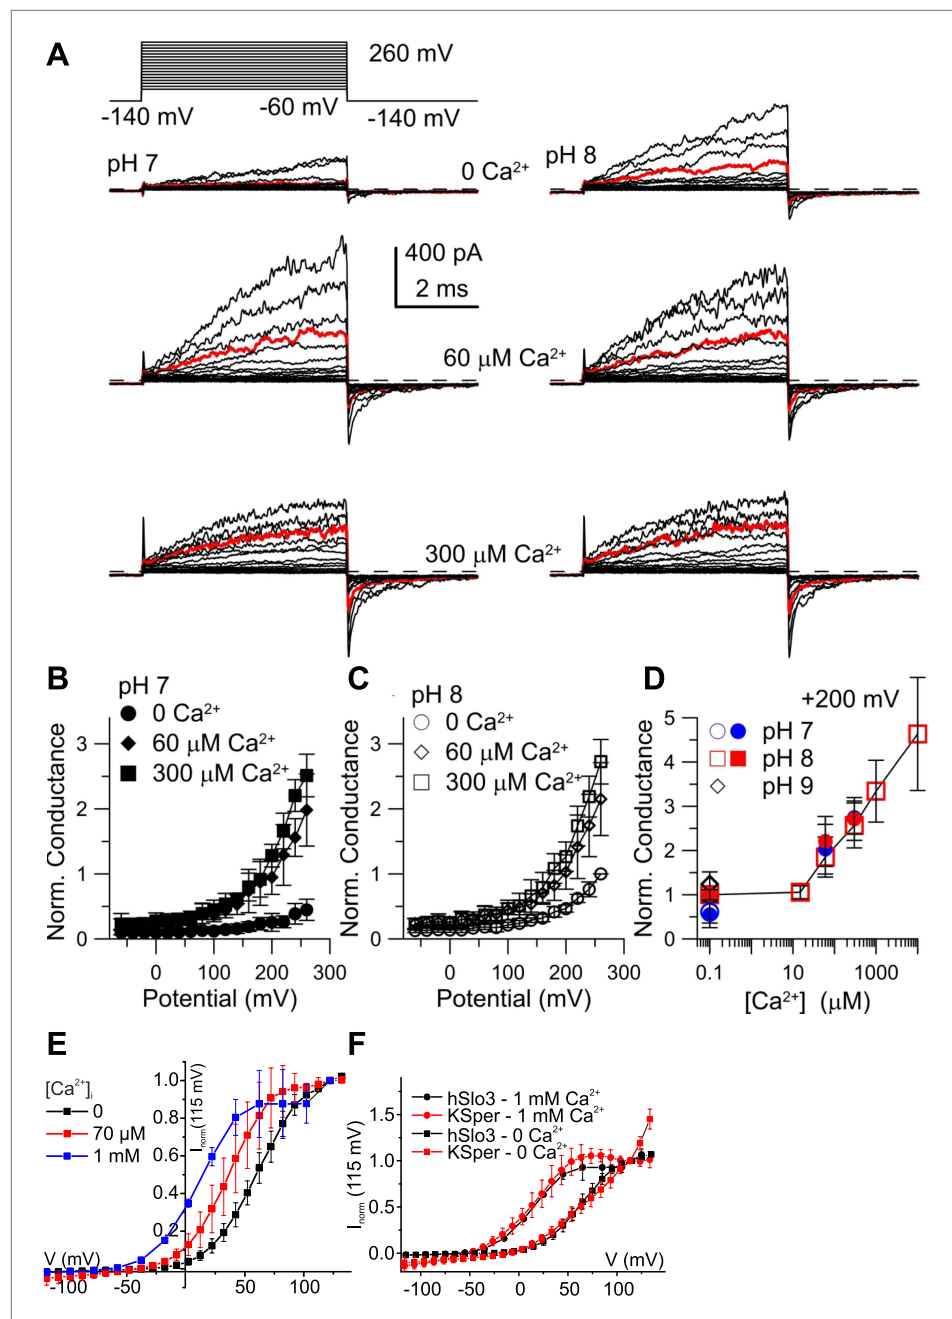 A
260 mV
-60 mV
-140 mV
-140 mV
pH 7
0 Ca²⁺
pH 8
400 pA
2 ms
60 µM Ca²⁺
300 µM Ca²⁺
B
pH 7
0 Ca²⁺
60 µM Ca²⁺
300 µM Ca²⁺
Norm. Conductance
3
2
1
0
0 100 200 300
Potential (mV)
C
pH 8
0 Ca²⁺
60 µM Ca²⁺
300 µM Ca²⁺
Norm. Conductance
3
2
1
0
0 100 200 300
Potential (mV)
D
+200 mV
pH 7
pH 8
pH 9
Norm. Conductance
5
4
3
2
1
0
0.1 10 1000
[Ca²⁺] (µM)
E
[Ca²⁺]ᵢ
0
70 µM
1 mM
Inorm (115 mV)
1.0
0.8
0.6
0.4
0.2
V (mV)
-100 -50 0 50 100
F
hSlo3 - 1 mM Ca²⁺
KSper - 1 mM Ca²⁺
hSlo3 - 0 Ca²⁺
KSper - 0 Ca²⁺
Inorm (115 mV)
1.5
1.0
0.5
0.0
V (mV)
-100 -50 0 50 100